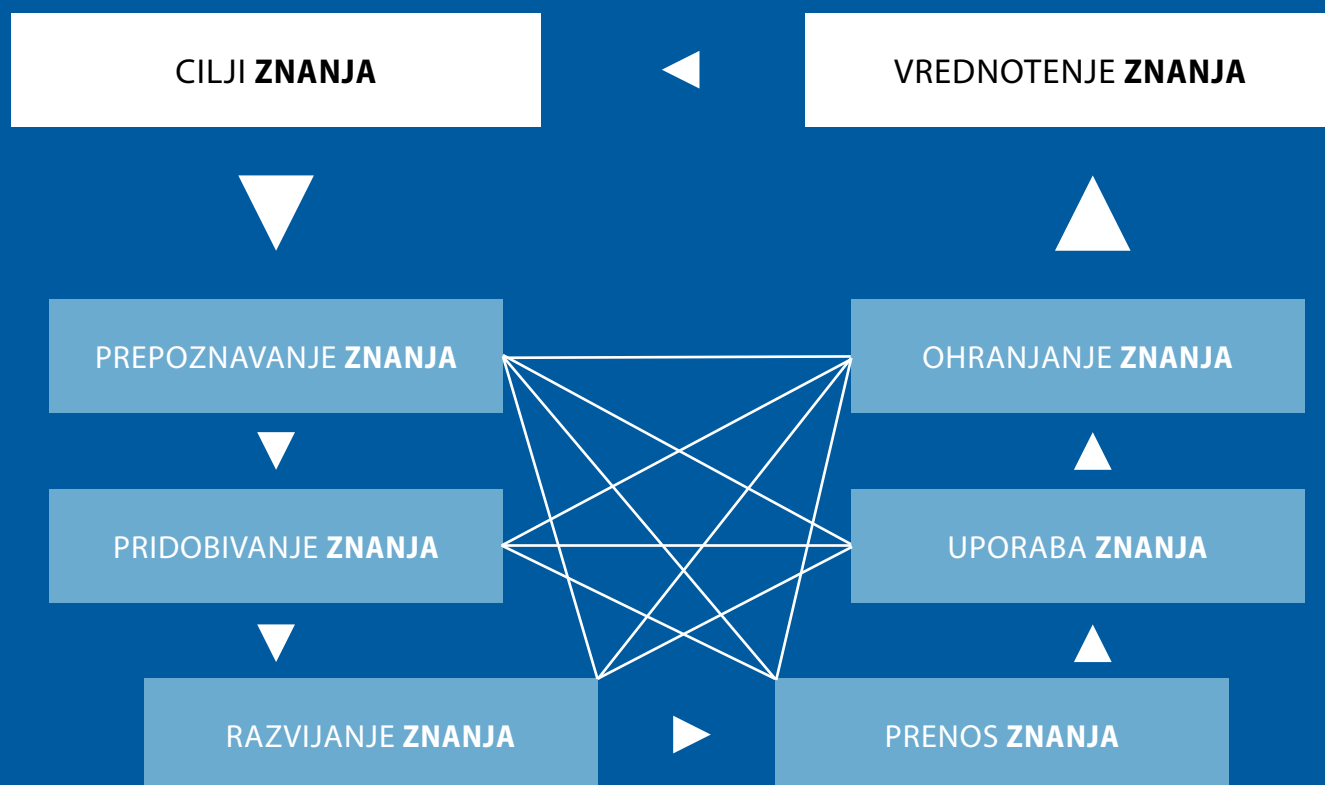 CILJI ZNANJA
VREDNOTENJE ZNANJA
PREPOZNAVANJE ZNANJA
OHRANJANJE ZNANJA
PRIDOBIVANJE ZNANJA
UPORABA ZNANJA
RAZVIJANJE ZNANJA
PRENOS ZNANJA